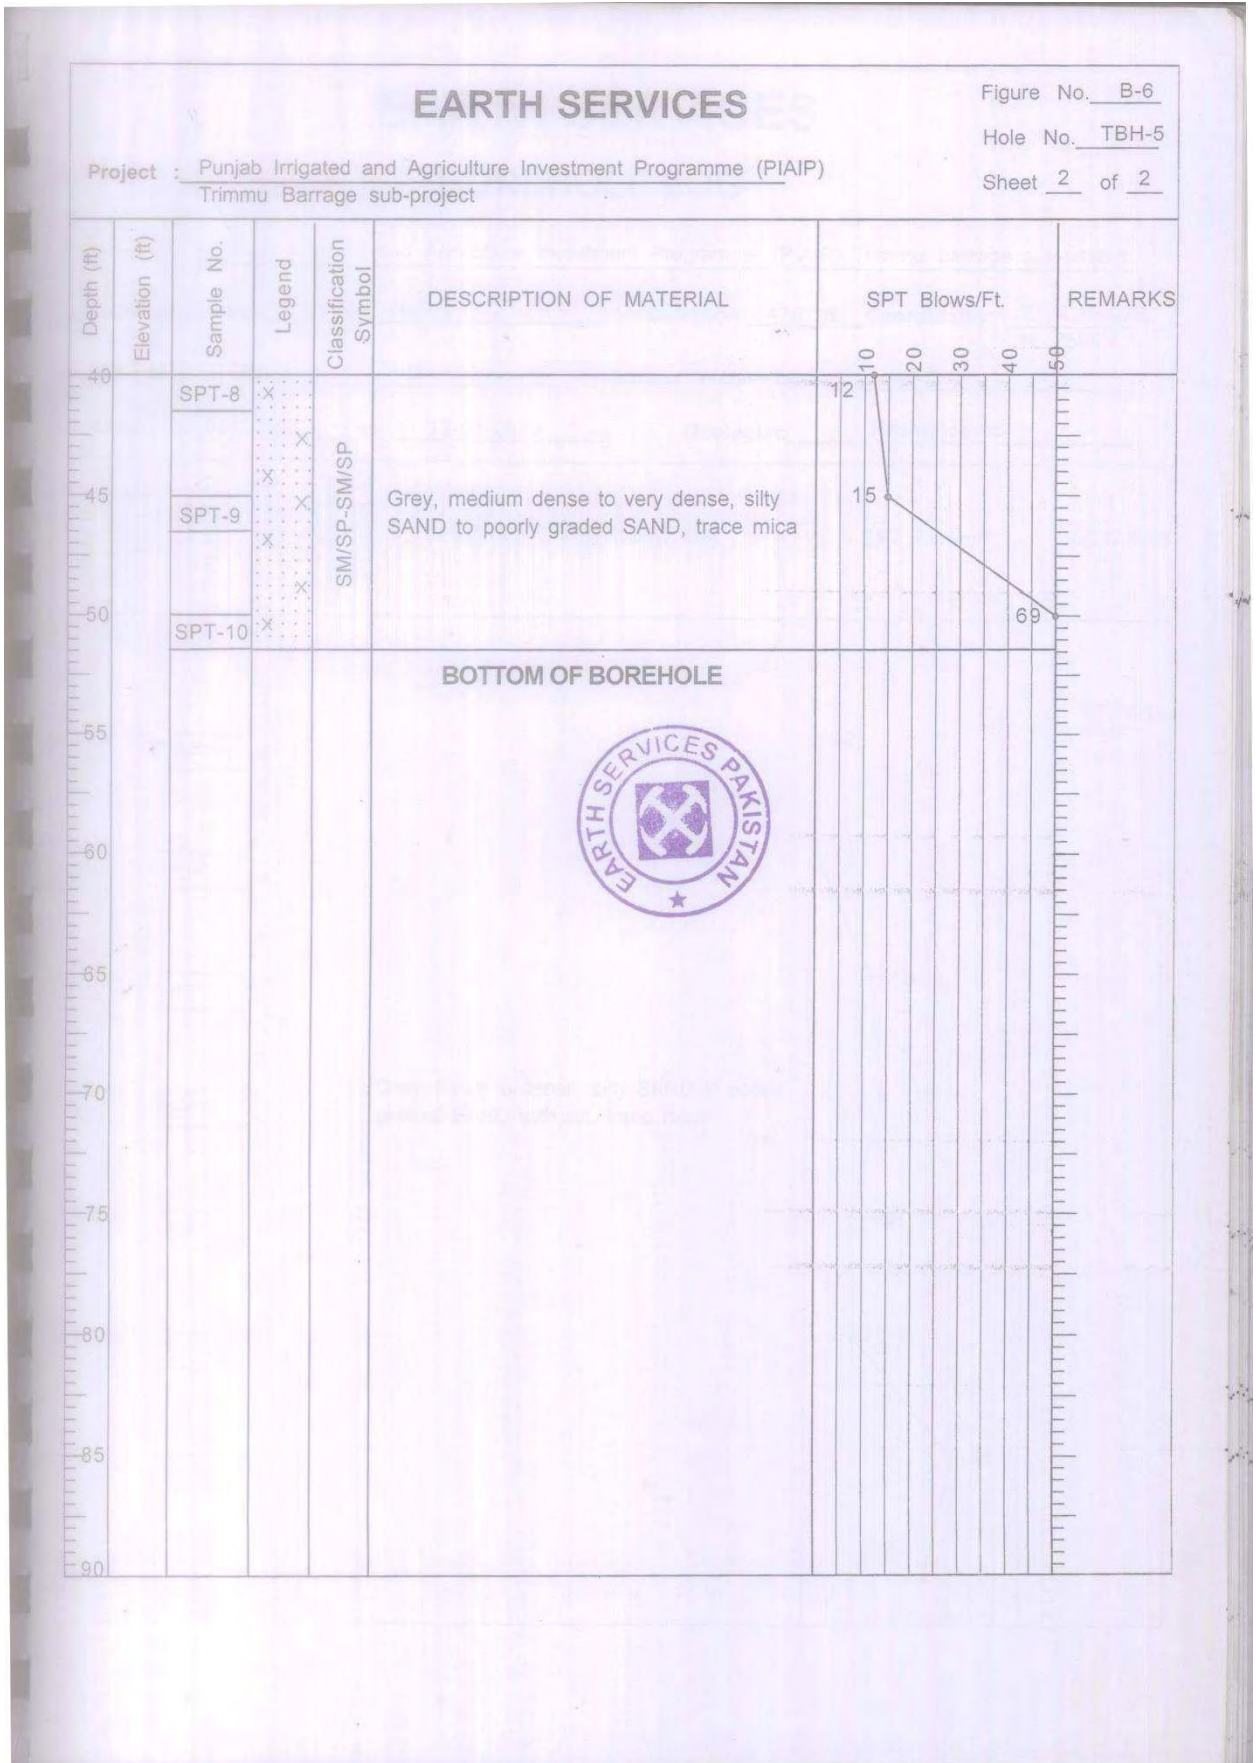 EARTH SERVICES
Figure No. B-6
Hole No. TBH-5
Sheet 2 of 2
Project : Punjab Irrigated and Agriculture Investment Programme (PIAIP)
Trimmu Barrage sub-project
Depth (ft)
Elevation (ft)
Sample No.
Legend
Classification
Symbol
DESCRIPTION OF MATERIAL
SPT Blows/Ft.
REMARKS
10 20 30 40 50
40
SPT-8
12
45
SPT-9
SM/SP-SM/SP
Grey, medium dense to very dense, silty
SAND to poorly graded SAND, trace mica
15
50
SPT-10
69
BOTTOM OF BOREHOLE
55
EARTH SERVICES PAKISTAN
60
65
70
75
80
85
90